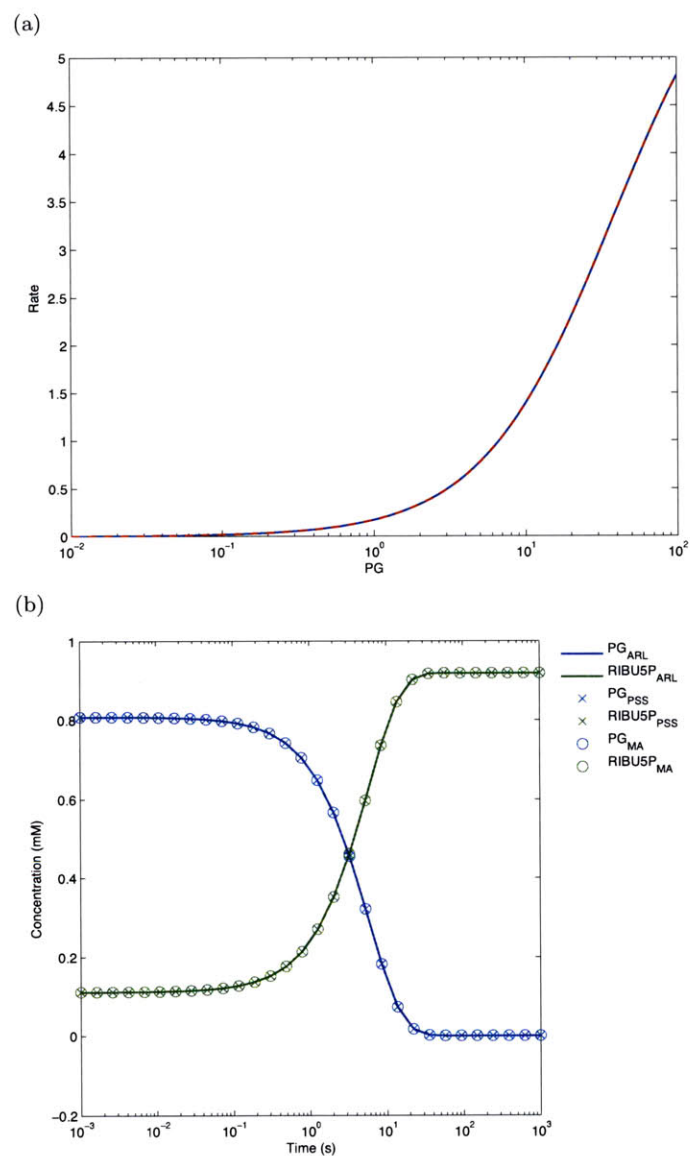 (a)
5
4.5
4
3.5
3
2.5
2
1.5
1
0.5
0
Rate
10^-2
10^-1
10^0
10^1
10^2
PG
(b)
1
0.8
0.6
0.4
0.2
0
-0.2
Concentration (mM)
10^-3
10^-2
10^-1
10^0
10^1
10^2
10^3
Time (s)
PG_ARL
RIBU5P_ARL
PG_PSS
RIBU5P_PSS
PG_MA
RIBU5P_MA